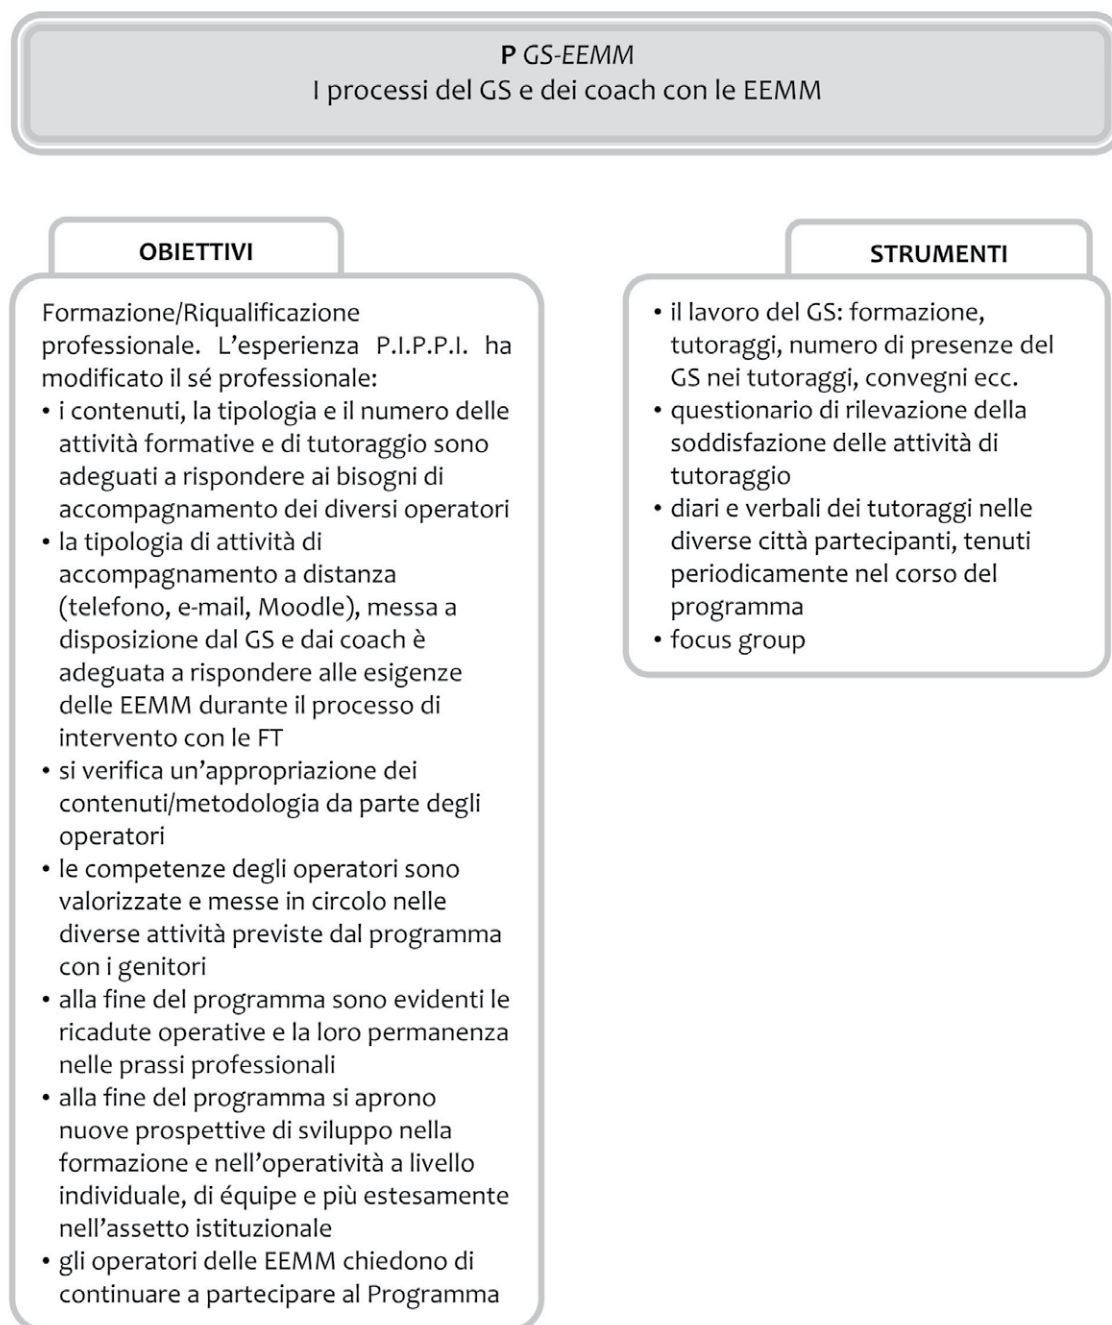 P GS-EEMM
I processi del GS e dei coach con le EEMM
OBIETTIVI
Formazione/Riqualificazione
professionale. L'esperienza P.I.P.P.I. ha
modificato il sé professionale:
• i contenuti, la tipologia e il numero delle
attività formative e di tutoraggio sono
adeguati a rispondere ai bisogni di
accompagnamento dei diversi operatori
• la tipologia di attività di
accompagnamento a distanza
(telefono, e-mail, Moodle), messa a
disposizione dal GS e dai coach è
adeguata a rispondere alle esigenze
delle EEMM durante il processo di
intervento con le FT
• si verifica un'appropriazione dei
contenuti/metodologia da parte degli
operatori
• le competenze degli operatori sono
valorizzate e messe in circolo nelle
diverse attività previste dal programma
con i genitori
• alla fine del programma sono evidenti le
ricadute operative e la loro permanenza
nelle prassi professionali
• alla fine del programma si aprono
nuove prospettive di sviluppo nella
formazione e nell'operatività a livello
individuale, di équipe e più estesamente
nell'assetto istituzionale
• gli operatori delle EEMM chiedono di
continuare a partecipare al Programma
STRUMENTI
• il lavoro del GS: formazione,
tutoraggi, numero di presenze del
GS nei tutoraggi, convegni ecc.
• questionario di rilevazione della
soddisfazione delle attività di
tutoraggio
• diari e verbali dei tutoraggi nelle
diverse città partecipanti, tenuti
periodicamente nel corso del
programma
• focus group